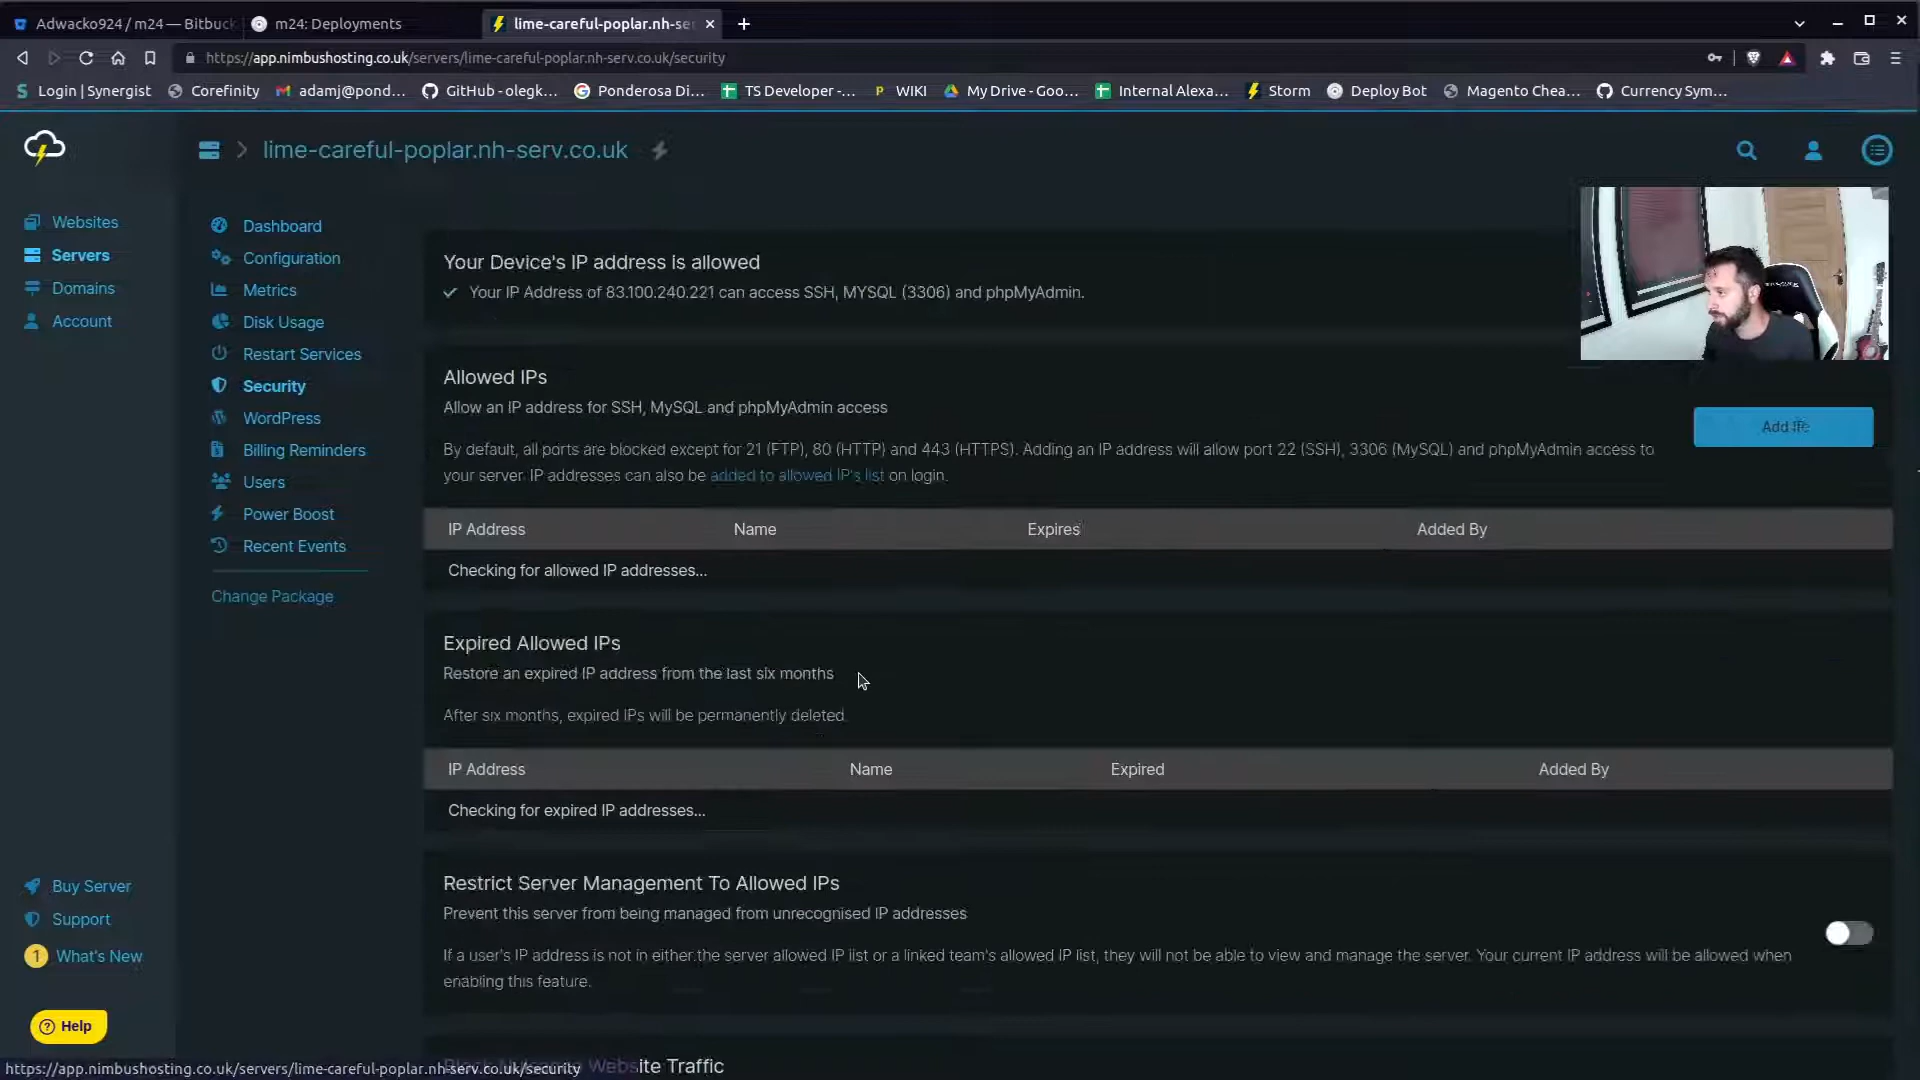 Adwacko924 / m24 — Bitbuck
m24: Deployments
lime-careful-poplar.nh-ser
https://app.nimbushosting.co.uk/servers/lime-careful-poplar.nh-serv.co.uk/security
Login | Synergist
Corefinity
adamj@pond...
GitHub - olegk...
Ponderosa Di...
TS Developer -...
WIKI
My Drive - Goo...
Internal Alexa...
Storm
Deploy Bot
Magento Chea...
Currency Sym...
lime-careful-poplar.nh-serv.co.uk
Websites
Servers
Domains
Account
Dashboard
Configuration
Metrics
Disk Usage
Restart Services
Security
WordPress
Billing Reminders
Users
Power Boost
Recent Events
Change Package
Your Device's IP address is allowed
Your IP Address of 83.100.240.221 can access SSH, MYSQL (3306) and phpMyAdmin.
Allowed IPs
Allow an IP address for SSH, MySQL and phpMyAdmin access
By default, all ports are blocked except for 21 (FTP), 80 (HTTP) and 443 (HTTPS). Adding an IP address will allow port 22 (SSH), 3306 (MySQL) and phpMyAdmin access to
your server. IP addresses can also be added to allowed IP's list on login.
Add
IP Address Name Expires Added By
Checking for allowed IP addresses...
Expired Allowed IPs
Restore an expired IP address from the last six months
After six months, expired IPs will be permanently deleted.
IP Address Name Expired Added By
Checking for expired IP addresses...
Restrict Server Management To Allowed IPs
Prevent this server from being managed from unrecognised IP addresses
If a user's IP address is not in either the server allowed IP list or a linked team's allowed IP list, they will not be able to view and manage the server. Your current IP address will be allowed when
enabling this feature.
Website Traffic
Buy Server
Support
1 What's New
Help
https://app.nimbushosting.co.uk/servers/lime-careful-poplar.nh-serv.co.uk/security